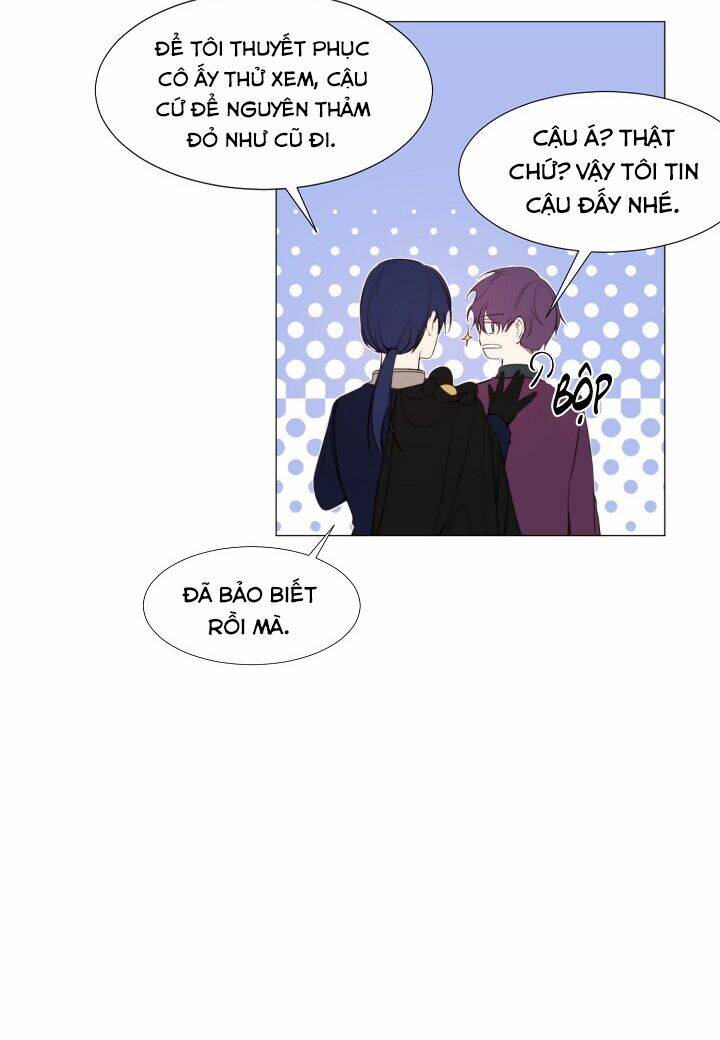 ĐỂ TÔI THUYẾT PHỤC
CÔ ẤY THỬ XEM, CẬU
CỨ ĐỂ NGUYÊN THẢM
ĐỎ NHƯ CŨ ĐI.
CẬU Á? THẬT
CHỨ? VẬY TÔI TIN
CẬU ĐẤY NHÉ.
BỘP
ĐÃ BẢO BIẾT
RỒI MÀ.